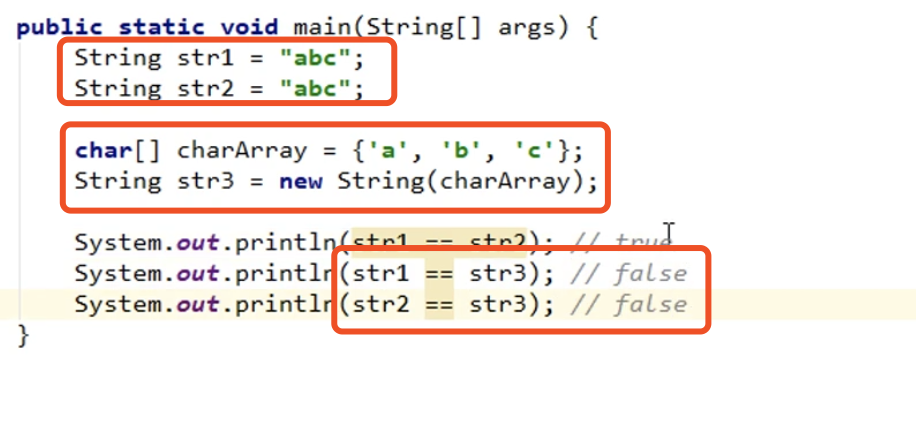 public static void main(String[] args) {
String str1 = "abc";
String str2 = "abc";
char[] charArray = {'a', 'b', 'c'};
String str3 = new String(charArray);
System.out.println(str1 == str2); // true
System.out.println(str1 == str3); // false
System.out.println(str2 == str3); // false
}